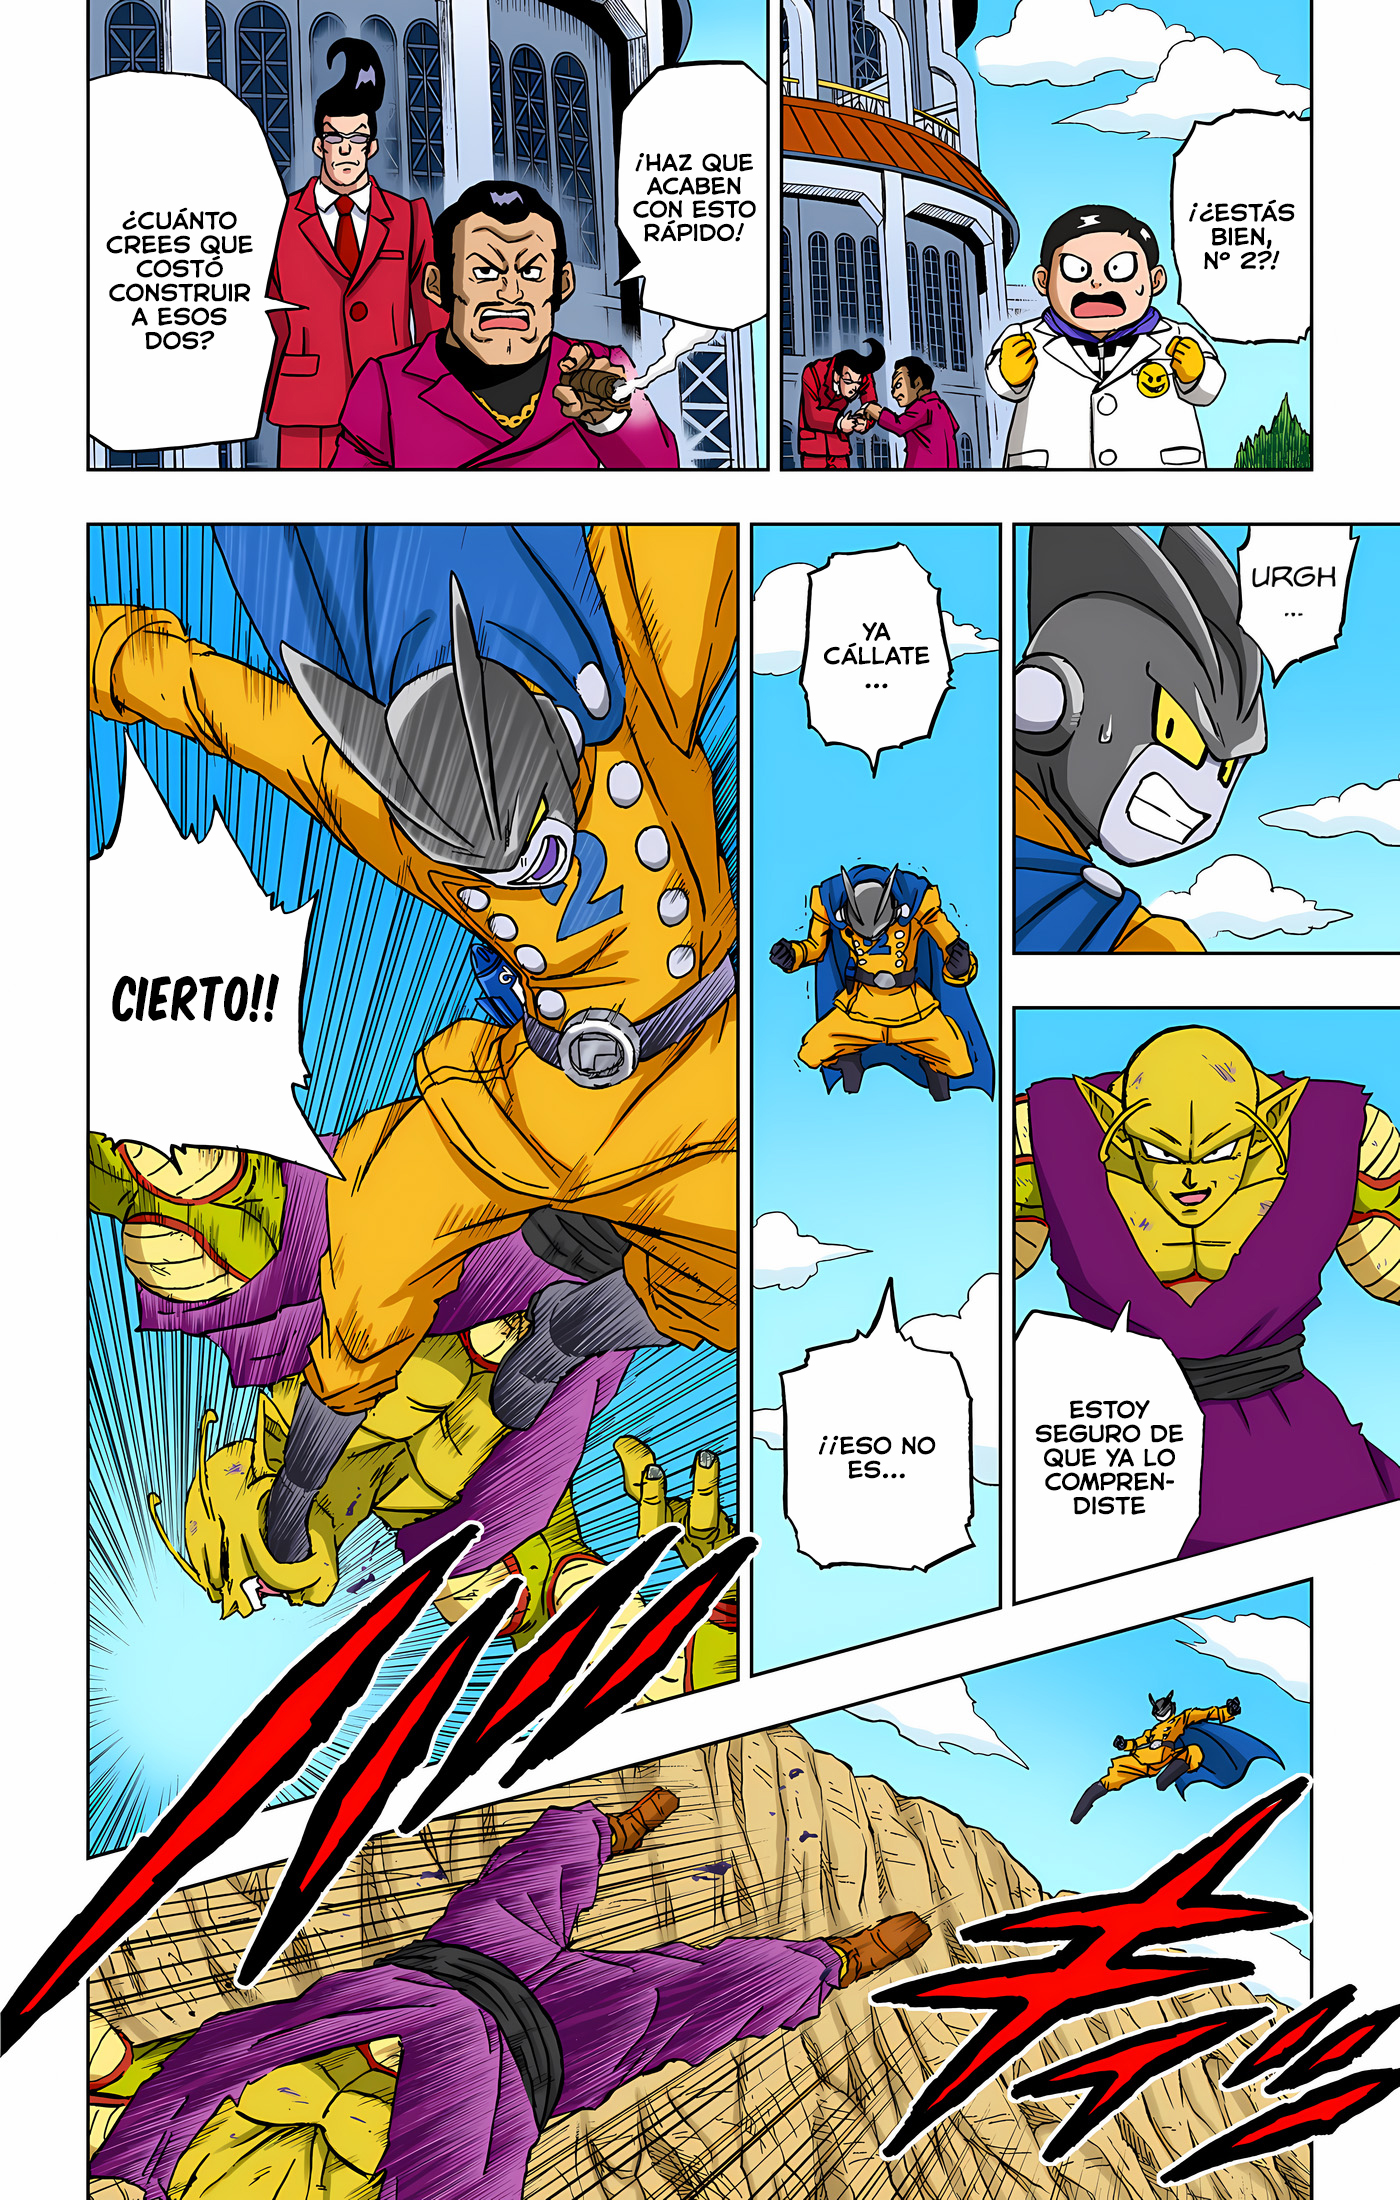 ¡¿ESTÁS
BIEN,
Nº 2?!
¡HAZ QUE
ACABEN
CON ESTO
RÁPIDO!
¿CUÁNTO
CREES QUE
COSTÓ
CONSTRUIR
A ESOS
DOS?
URGH
...
ESTOY
SEGURO DE
QUE YA LO
COMPREN-
DISTE
YA
CÁLLATE
...
¡¡ESO NO
ES...
CIERTO!!
2